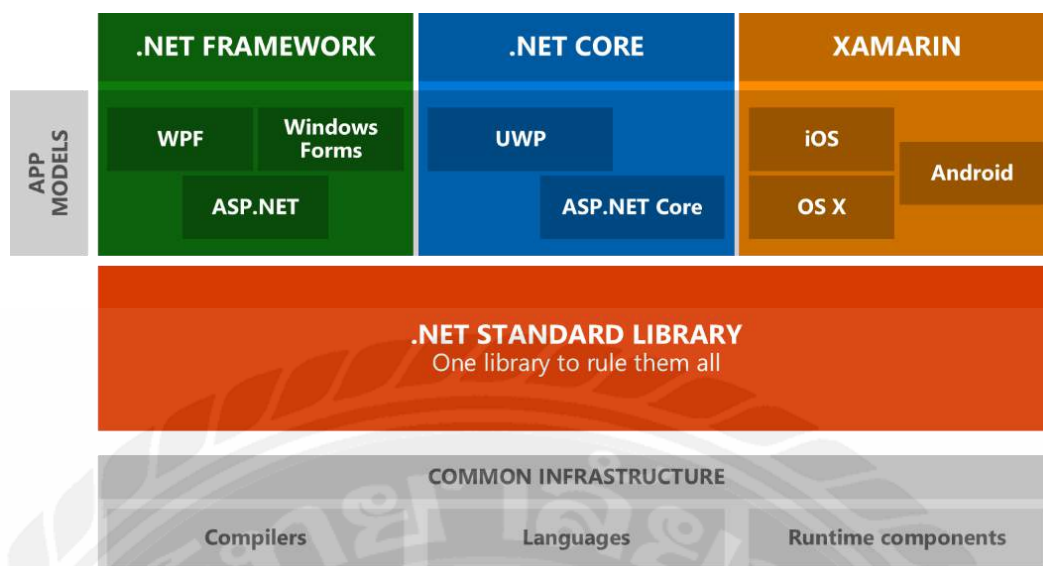 .NET FRAMEWORK
.NET CORE
XAMARIN
APP
MODELS
WPF
Windows
Forms
ASP.NET
UWP
ASP.NET Core
iOS
Android
OS X
.NET STANDARD LIBRARY
One library to rule them all
COMMON INFRASTRUCTURE
Compilers
Languages
Runtime components